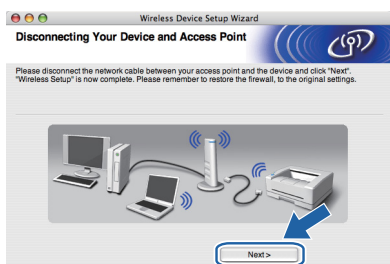 Wireless Device Setup Wizard
Disconnecting Your Device and Access Point
Please disconnect the network cable between your access point and the device and click "Next".
"Wireless Setup" is now complete. Please remember to restore the firewall, to the original settings.
Next >